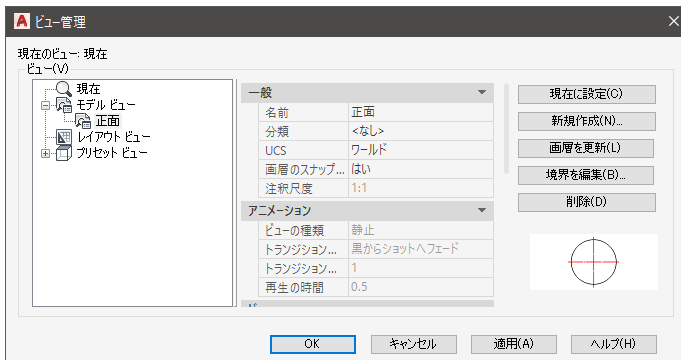 A ビュー管理
現在のビュー: 現在
ビュー(V)
現在
モデル ビュー
正面
レイアウト ビュー
プリセット ビュー
一般
名前 正面
分類 <なし>
UCS ワールド
画層のスナップ... はい
注釈尺度 1:1
アニメーション
ビューの種類 静止
トランジション... 黒からショットへフェード
トランジション... 1
再生の時間 0.5
現在に設定(C)
新規作成(N)...
画層を更新(L)
境界を編集(B)...
削除(D)
OK キャンセル 適用(A) ヘルプ(H)